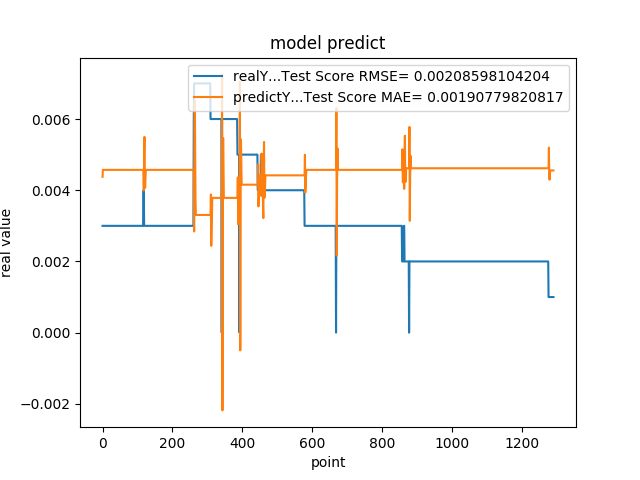 model predict
realY...Test Score RMSE= 0.00208598104204
predictY...Test Score MAE= 0.00190779820817
real value
0.006
0.004
0.002
0.000
−0.002
0
200
400
600
800
1000
1200
point